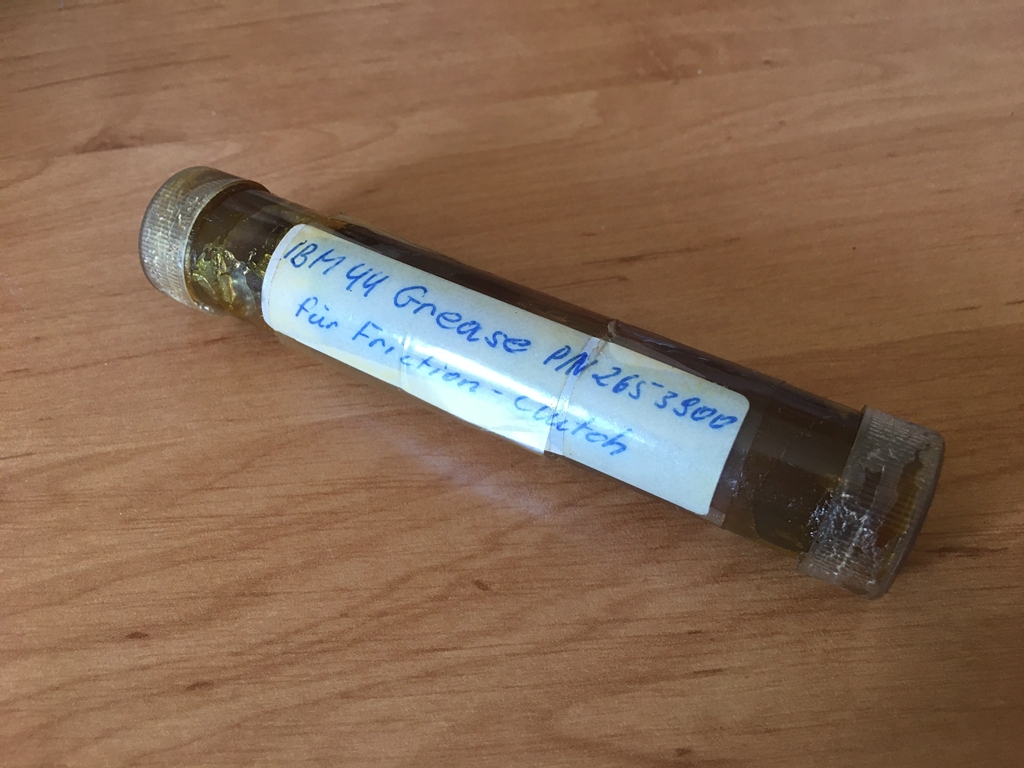 IBM 44 Grease PN 2653900
für Friction-Clutch